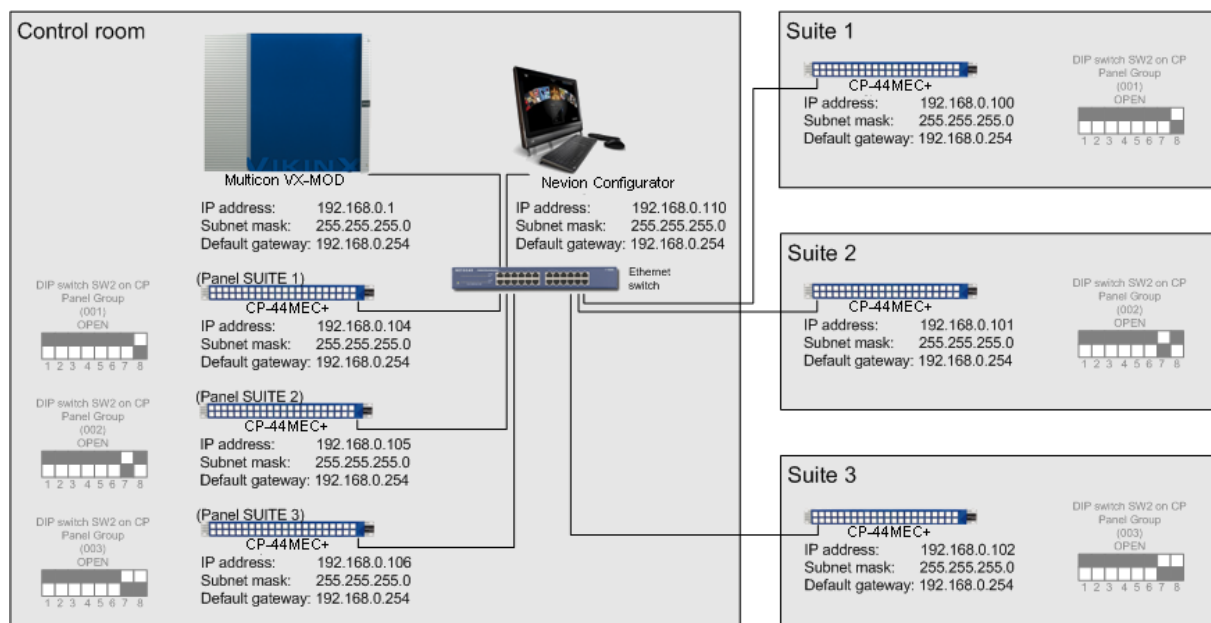 Control room
VIKINX
Multicon VX-MOD
IP address: 192.168.0.1
Subnet mask: 255.255.255.0
Default gateway: 192.168.0.254
Nevion Configurator
IP address: 192.168.0.110
Subnet mask: 255.255.255.0
Default gateway: 192.168.0.254
Ethernet
switch
DIP switch SW2 on CP
Panel Group
(001)
OPEN
1 2 3 4 5 6 7 8
(Panel SUITE 1)
CP-44MEC+
IP address: 192.168.0.104
Subnet mask: 255.255.255.0
Default gateway: 192.168.0.254
DIP switch SW2 on CP
Panel Group
(002)
OPEN
1 2 3 4 5 6 7 8
(Panel SUITE 2)
CP-44MEC+
IP address: 192.168.0.105
Subnet mask: 255.255.255.0
Default gateway: 192.168.0.254
DIP switch SW2 on CP
Panel Group
(003)
OPEN
1 2 3 4 5 6 7 8
(Panel SUITE 3)
CP-44MEC+
IP address: 192.168.0.106
Subnet mask: 255.255.255.0
Default gateway: 192.168.0.254
Suite 1
CP-44MEC+
IP address: 192.168.0.100
Subnet mask: 255.255.255.0
Default gateway: 192.168.0.254
DIP switch SW2 on CP
Panel Group
(001)
OPEN
1 2 3 4 5 6 7 8
Suite 2
CP-44MEC+
IP address: 192.168.0.101
Subnet mask: 255.255.255.0
Default gateway: 192.168.0.254
DIP switch SW2 on CP
Panel Group
(002)
OPEN
1 2 3 4 5 6 7 8
Suite 3
CP-44MEC+
IP address: 192.168.0.102
Subnet mask: 255.255.255.0
Default gateway: 192.168.0.254
DIP switch SW2 on CP
Panel Group
(003)
OPEN
1 2 3 4 5 6 7 8